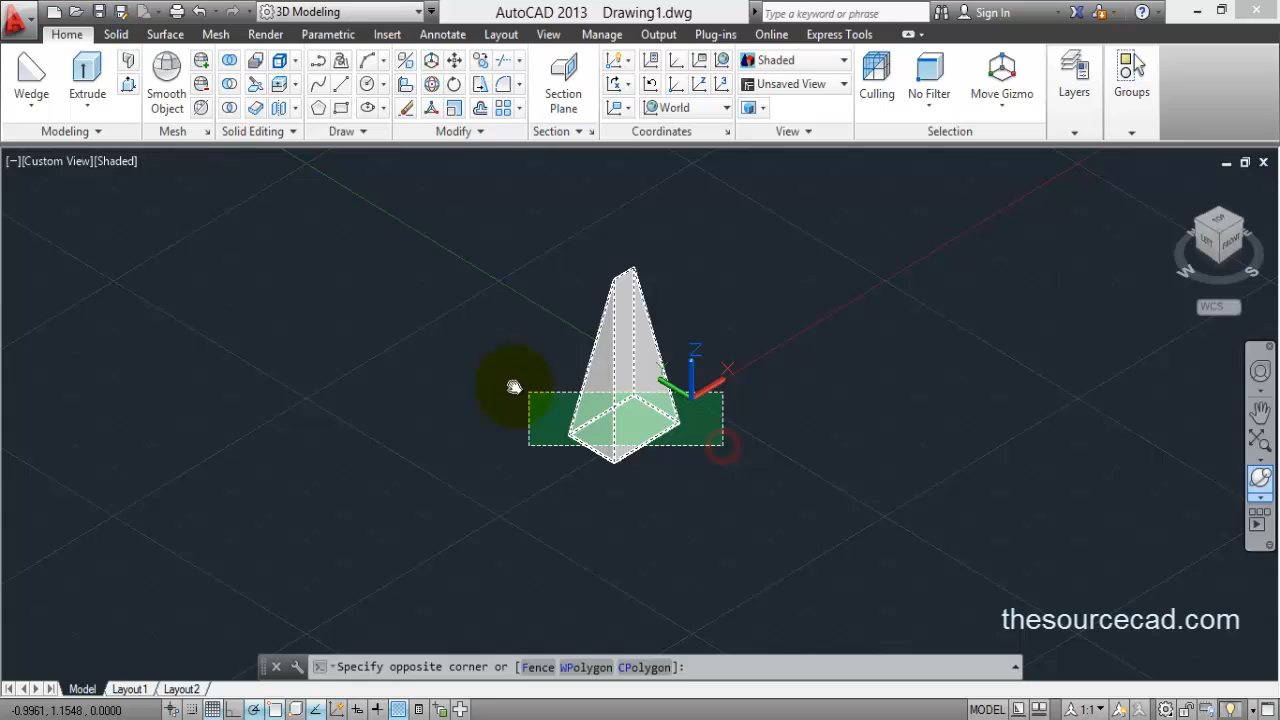 3D Modeling
AutoCAD 2013 Drawing1.dwg
Type a keyword or phrase
Sign In
Home Solid Surface Mesh Render Parametric Insert Annotate Layout View Manage Output Plug-ins Online Express Tools
Wedge
Extrude
Smooth Object
Section Plane
World
Shaded
Unsaved View
Culling
No Filter
Move Gizmo
Layers
Groups
Modeling
Mesh
Solid Editing
Draw
Modify
Section
Coordinates
View
Selection
[−][Custom View][Shaded]
TOP
LEFT
FRONT
W
S
WCS
Z
X
Y
thesourcecad.com
Specify opposite corner or [Fence WPolygon CPolygon]:
Model Layout1 Layout2
-0.9961, 1.1548, 0.0000
MODEL
1:1